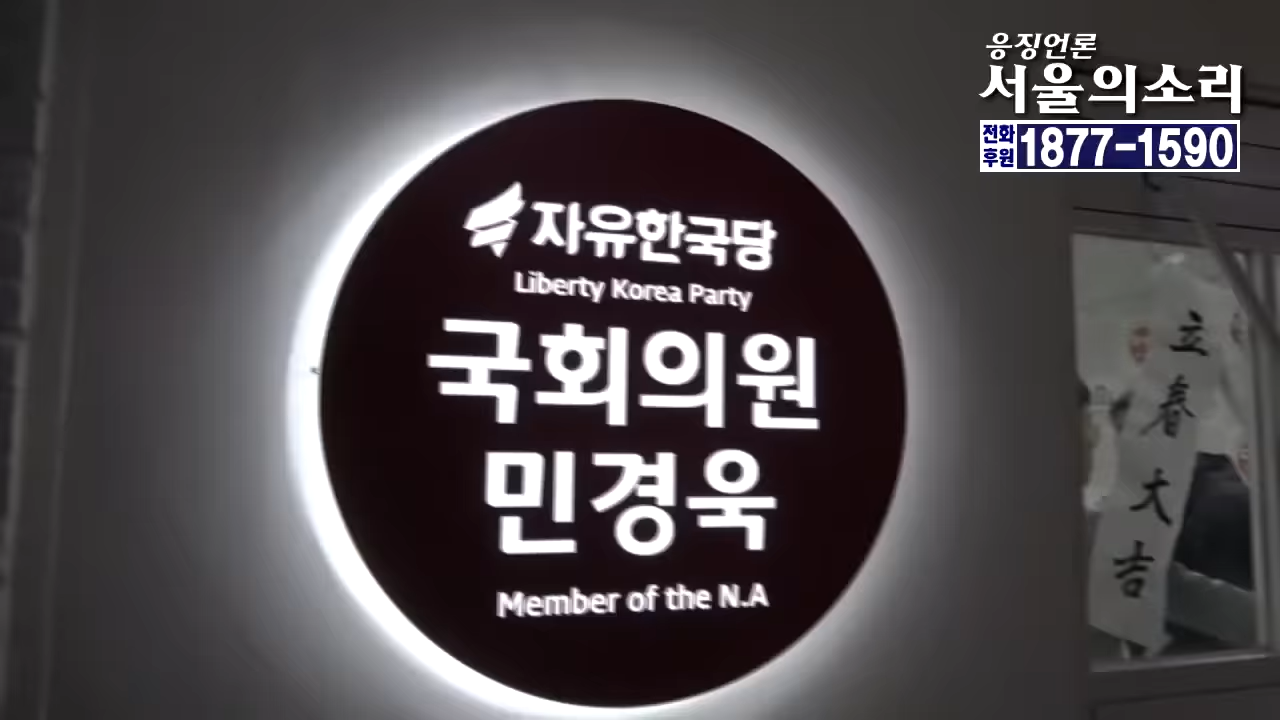 응징언론
서울의소리
전화
후원
1877-1590
자유한국당
Liberty Korea Party
국회의원
민경욱
Member of the N.A
立
春
大
吉